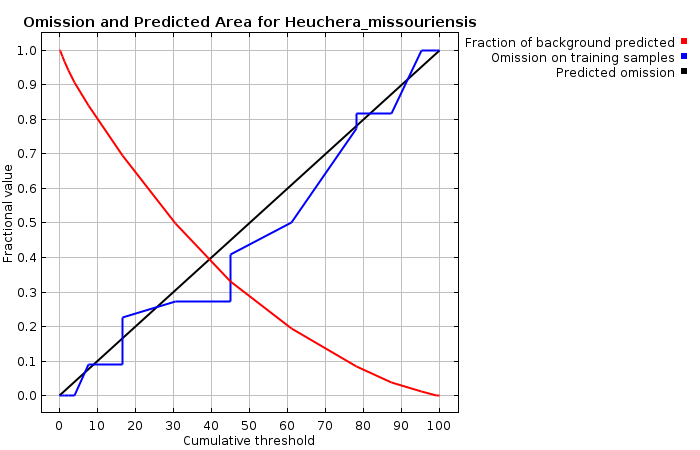 Omission and Predicted Area for Heuchera_missouriensis
Fraction of background predicted
Omission on training samples
Predicted omission
Fractional value
1.0
0.9
0.8
0.7
0.6
0.5
0.4
0.3
0.2
0.1
0.0
0 10 20 30 40 50 60 70 80 90 100
Cumulative threshold